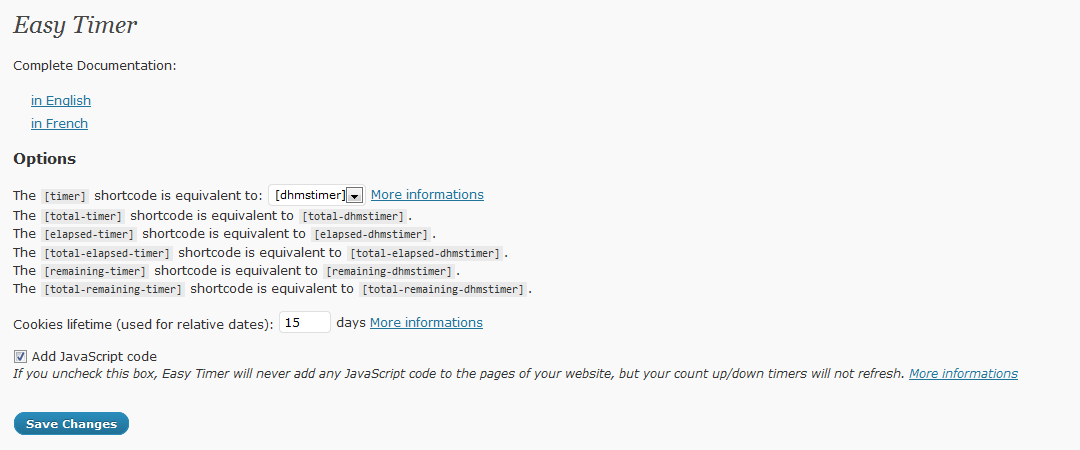 Easy Timer
Complete Documentation:
in English
in French
Options
The [timer] shortcode is equivalent to: [dhmstimer] More informations
The [total-timer] shortcode is equivalent to [total-dhmstimer].
The [elapsed-timer] shortcode is equivalent to [elapsed-dhmstimer].
The [total-elapsed-timer] shortcode is equivalent to [total-elapsed-dhmstimer].
The [remaining-timer] shortcode is equivalent to [remaining-dhmstimer].
The [total-remaining-timer] shortcode is equivalent to [total-remaining-dhmstimer].
Cookies lifetime (used for relative dates): 15 days More informations
Add JavaScript code
If you uncheck this box, Easy Timer will never add any JavaScript code to the pages of your website, but your count up/down timers will not refresh. More informations
Save Changes